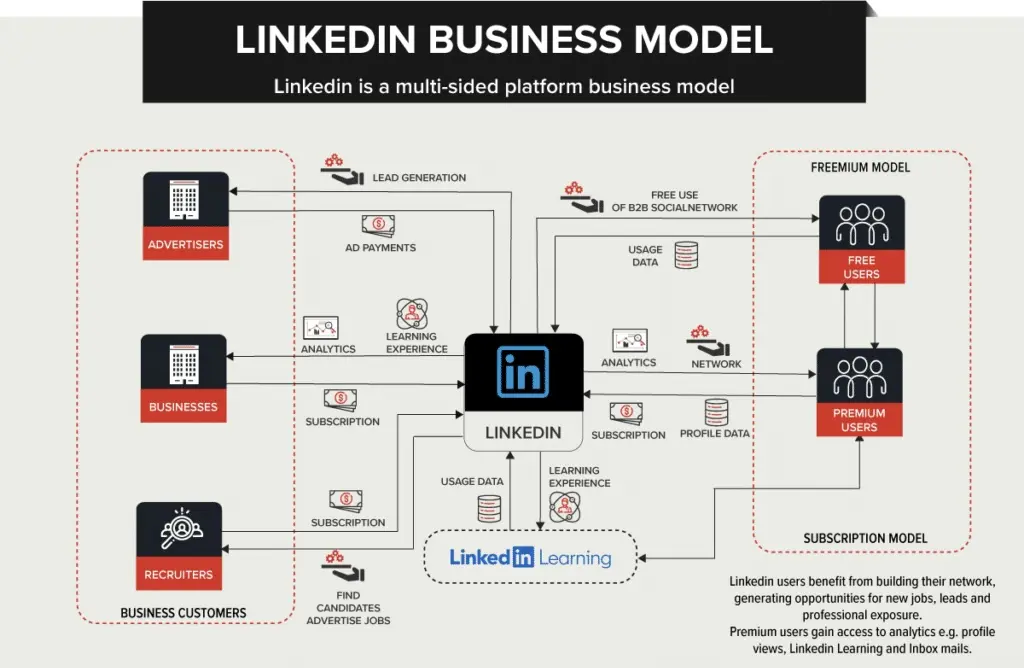 LINKEDIN BUSINESS MODEL
Linkedin is a multi-sided platform business model
ADVERTISERS
LEAD GENERATION
AD PAYMENTS
FREEMIUM MODEL
FREE USE
OF B2B SOCIALNETWORK
USAGE
DATA
FREE
USERS
BUSINESSES
ANALYTICS
LEARNING
EXPERIENCE
SUBSCRIPTION
in
LINKEDIN
ANALYTICS
NETWORK
SUBSCRIPTION
PROFILE DATA
PREMIUM
USERS
RECRUITERS
SUBSCRIPTION
FIND
CANDIDATES
ADVERTISE JOBS
BUSINESS CUSTOMERS
USAGE DATA
LEARNING
EXPERIENCE
Linkedin Learning
SUBSCRIPTION MODEL
Linkedin users benefit from building their network,
generating opportunities for new jobs, leads and
professional exposure.
Premium users gain access to analytics e.g. profile
views, Linkedin Learning and Inbox mails.